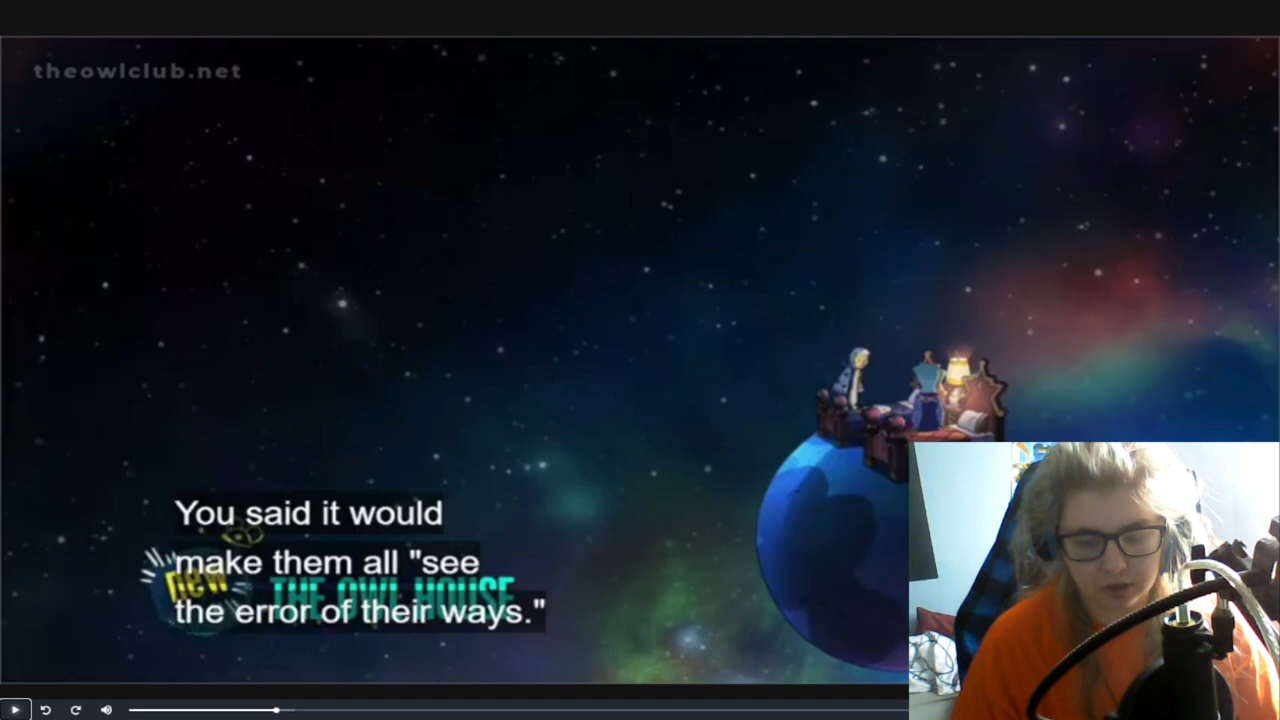 theowlclub.net
You said it would
make them all "see
the error of their ways."
new
THE OWL HOUSE